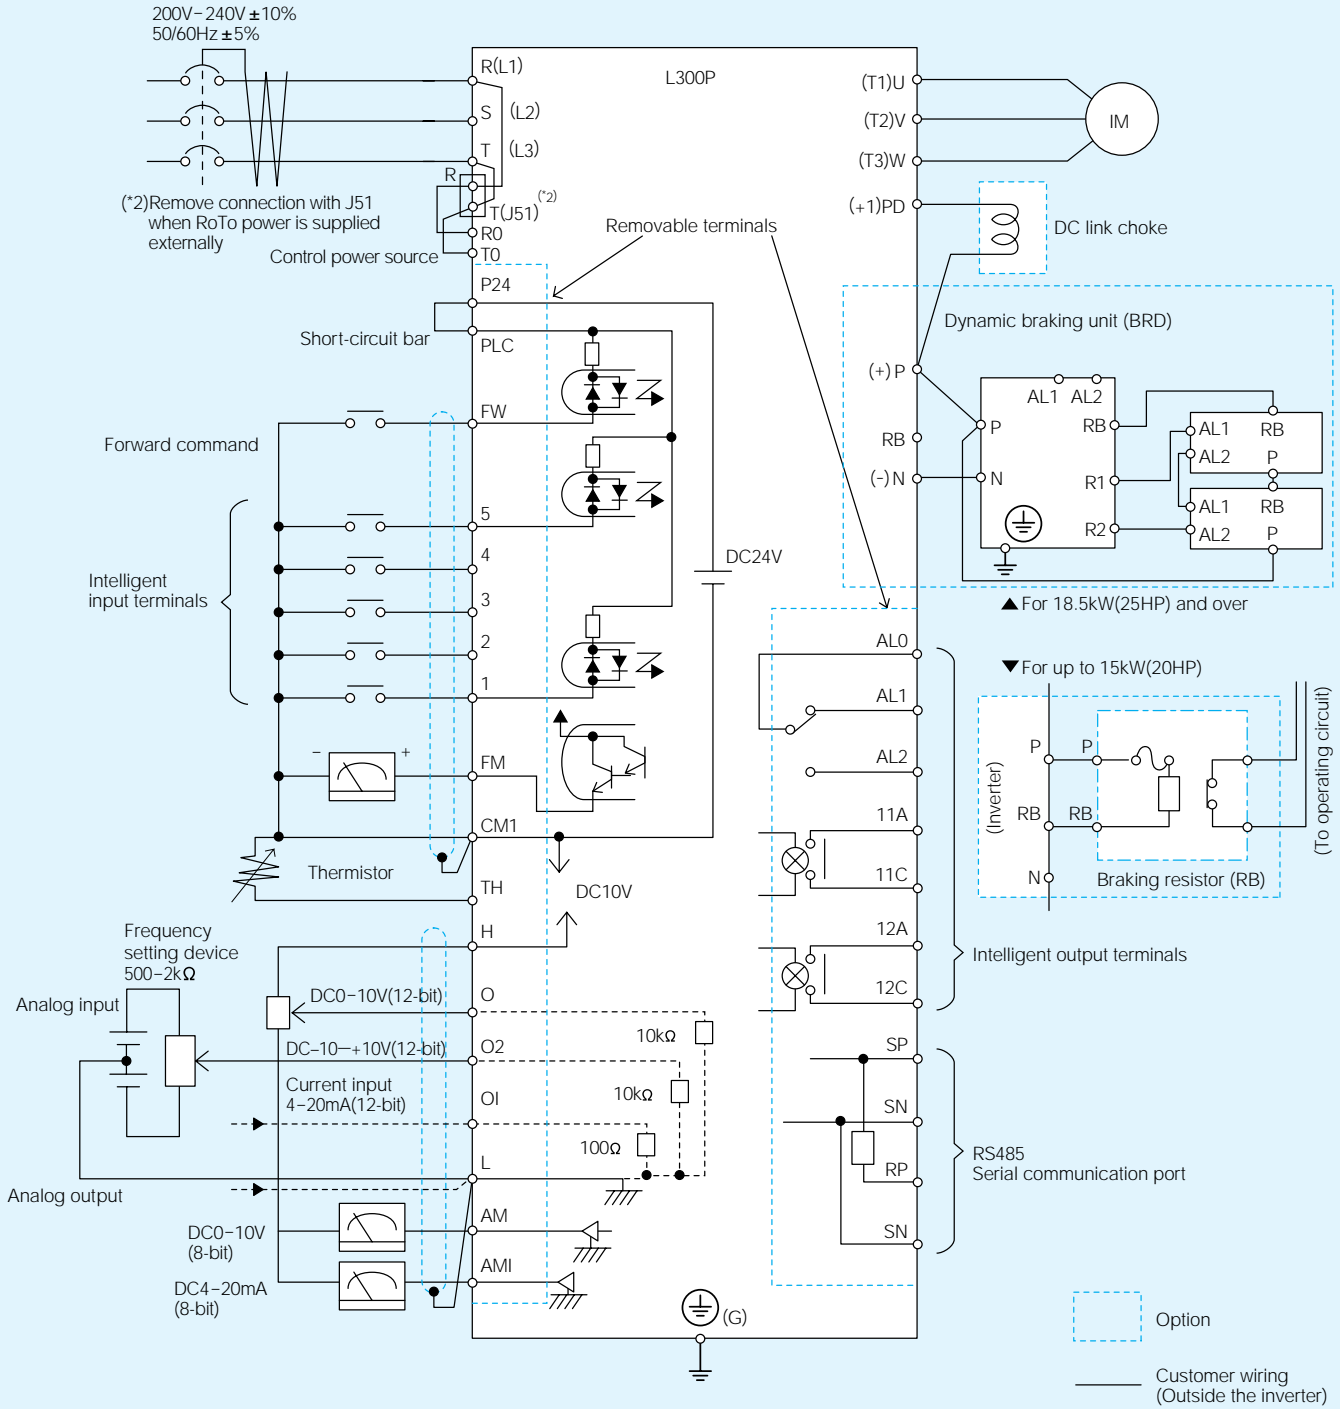 200V–240V ±10%
50/60Hz ±5%
R(L1)
S (L2)
T (L3)
R
T(J51) (*2)
R0
T0
(*2)Remove connection with J51
when RoTo power is supplied
externally
Control power source
L300P
(T1)U
(T2)V
(T3)W
(+1)PD
IM
DC link choke
Removable terminals
P24
Short-circuit bar
PLC
FW
Forward command
5
4
3
2
1
Intelligent
input terminals
DC24V
– +
FM
CM1
Thermistor
TH
DC10V
H
Frequency
setting device
500–2kΩ
Analog input
DC0–10V(12-bit)
O
DC–10—+10V(12-bit)
O2
Current input
4–20mA(12-bit)
OI
10kΩ
10kΩ
100Ω
L
Analog output
DC0–10V
(8-bit)
AM
DC4–20mA
(8-bit)
AMI
(G)
Dynamic braking unit (BRD)
(+)P
RB
(-)N
AL1 AL2
P
N
RB
R1
R2
AL1 RB
AL2 P
AL1 RB
AL2 P
▲For 18.5kW(25HP) and over
▼For up to 15kW(20HP)
(Inverter)
P
P
RB
RB
N
Braking resistor (RB)
(To operating circuit)
AL0
AL1
AL2
11A
11C
12A
12C
Intelligent output terminals
SP
SN
RP
SN
RS485
Serial communication port
Option
Customer wiring
(Outside the inverter)